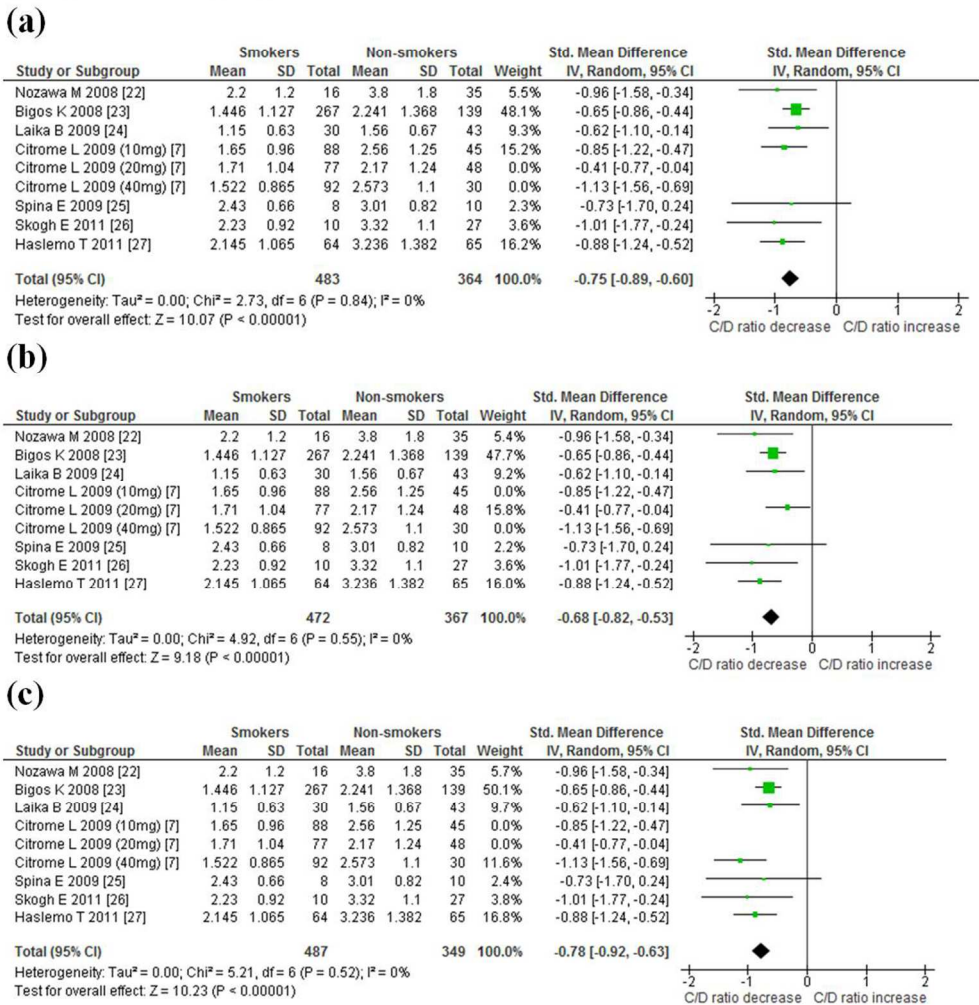 (a)
Smokers Non-smokers Std. Mean Difference Std. Mean Difference
Study or Subgroup Mean SD Total Mean SD Total Weight IV, Random, 95% CI IV, Random, 95% CI
Nozawa M 2008 [22] 2.2 1.2 16 3.8 1.8 35 5.5% -0.96 [-1.58, -0.34]
Bigos K 2008 [23] 1.446 1.127 267 2.241 1.368 139 48.1% -0.65 [-0.86, -0.44]
Laika B 2009 [24] 1.15 0.63 30 1.56 0.67 43 9.3% -0.62 [-1.10, -0.14]
Citrome L 2009 (10mg) [7] 1.65 0.96 88 2.56 1.25 45 15.0% -0.85 [-1.22, -0.47]
Citrome L 2009 (20mg) [7] 1.71 1.04 77 2.17 1.24 48 0.0% -0.41 [-0.77, -0.04]
Citrome L 2009 (40mg) [7] 1.522 0.865 92 2.573 1.1 30 0.0% -1.13 [-1.56, -0.69]
Spina E 2009 [25] 2.43 0.66 8 3.01 0.82 10 2.3% -0.73 [-1.70, 0.24]
Skogh E 2011 [26] 2.23 0.92 10 3.32 1.1 27 3.6% -1.01 [-1.77, -0.24]
Haslemo T 2011 [27] 2.145 1.065 64 3.236 1.382 65 16.2% -0.88 [-1.24, -0.52]
Total (95% CI) 483 364 100.0% -0.75 [-0.89, -0.60]
Heterogeneity: Tau² = 0.00; Chi² = 2.73, df = 6 (P = 0.84); I² = 0%
Test for overall effect: Z = 10.07 (P < 0.00001)
-2 -1 0 1 2
C/D ratio decrease C/D ratio increase
(b)
Smokers Non-smokers Std. Mean Difference Std. Mean Difference
Study or Subgroup Mean SD Total Mean SD Total Weight IV, Random, 95% CI IV, Random, 95% CI
Nozawa M 2008 [22] 2.2 1.2 16 3.8 1.8 35 5.4% -0.96 [-1.58, -0.34]
Bigos K 2008 [23] 1.446 1.127 267 2.241 1.368 139 47.7% -0.65 [-0.86, -0.44]
Laika B 2009 [24] 1.15 0.63 30 1.56 0.67 43 9.2% -0.62 [-1.10, -0.14]
Citrome L 2009 (10mg) [7] 1.65 0.96 88 2.56 1.25 45 0.0% -0.85 [-1.22, -0.47]
Citrome L 2009 (20mg) [7] 1.71 1.04 77 2.17 1.24 48 15.8% -0.41 [-0.77, -0.04]
Citrome L 2009 (40mg) [7] 1.522 0.865 92 2.573 1.1 30 0.0% -1.13 [-1.56, -0.69]
Spina E 2009 [25] 2.43 0.66 8 3.01 0.82 10 2.2% -0.73 [-1.70, 0.24]
Skogh E 2011 [26] 2.23 0.92 10 3.32 1.1 27 3.6% -1.01 [-1.77, -0.24]
Haslemo T 2011 [27] 2.145 1.065 64 3.236 1.382 65 16.0% -0.88 [-1.24, -0.52]
Total (95% CI) 472 367 100.0% -0.68 [-0.82, -0.53]
Heterogeneity: Tau² = 0.00; Chi² = 4.92, df = 6 (P = 0.55); I² = 0%
Test for overall effect: Z = 9.18 (P < 0.00001)
-2 -1 0 1 2
C/D ratio decrease C/D ratio increase
(c)
Smokers Non-smokers Std. Mean Difference Std. Mean Difference
Study or Subgroup Mean SD Total Mean SD Total Weight IV, Random, 95% CI IV, Random, 95% CI
Nozawa M 2008 [22] 2.2 1.2 16 3.8 1.8 35 5.7% -0.96 [-1.58, -0.34]
Bigos K 2008 [23] 1.446 1.127 267 2.241 1.368 139 50.1% -0.65 [-0.86, -0.44]
Laika B 2009 [24] 1.15 0.63 30 1.56 0.67 43 9.7% -0.62 [-1.10, -0.14]
Citrome L 2009 (10mg) [7] 1.65 0.96 88 2.56 1.25 45 0.0% -0.85 [-1.22, -0.47]
Citrome L 2009 (20mg) [7] 1.71 1.04 77 2.17 1.24 48 0.0% -0.41 [-0.77, -0.04]
Citrome L 2009 (40mg) [7] 1.522 0.865 92 2.573 1.1 30 11.6% -1.13 [-1.56, -0.69]
Spina E 2009 [25] 2.43 0.66 8 3.01 0.82 10 2.4% -0.73 [-1.70, 0.24]
Skogh E 2011 [26] 2.23 0.92 10 3.32 1.1 27 3.8% -1.01 [-1.77, -0.24]
Haslemo T 2011 [27] 2.145 1.065 64 3.236 1.382 65 16.8% -0.88 [-1.24, -0.52]
Total (95% CI) 487 349 100.0% -0.78 [-0.92, -0.63]
Heterogeneity: Tau² = 0.00; Chi² = 5.21, df = 6 (P = 0.52); I² = 0%
Test for overall effect: Z = 10.23 (P < 0.00001)
-2 -1 0 1 2
C/D ratio decrease C/D ratio increase